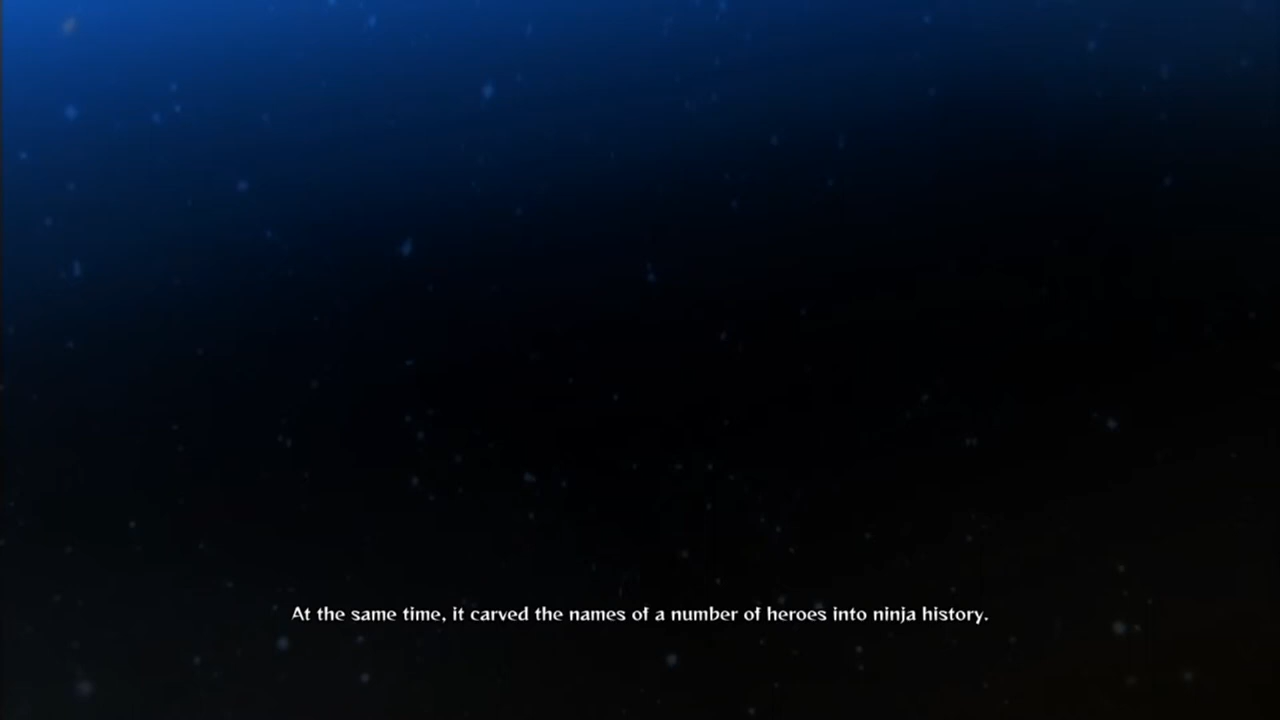 At the same time, it carved the names of a number of heroes into ninja history.